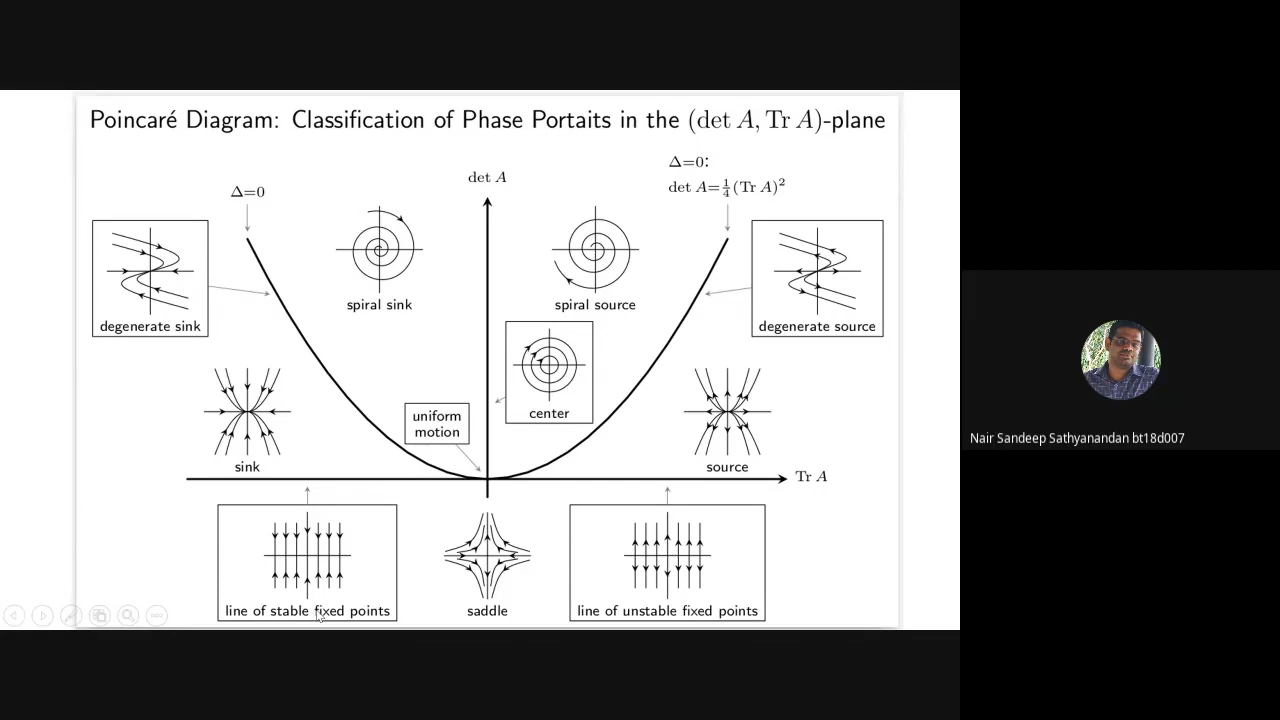 Poincaré Diagram: Classification of Phase Portaits in the (det A, Tr A)-plane
Δ=0
det A
Δ=0:
det A=1/4(Tr A)²
degenerate sink
spiral sink
spiral source
degenerate source
uniform
motion
center
sink
source
Tr A
line of stable fixed points
saddle
line of unstable fixed points
Nair Sandeep Sathyanandan bt18d007